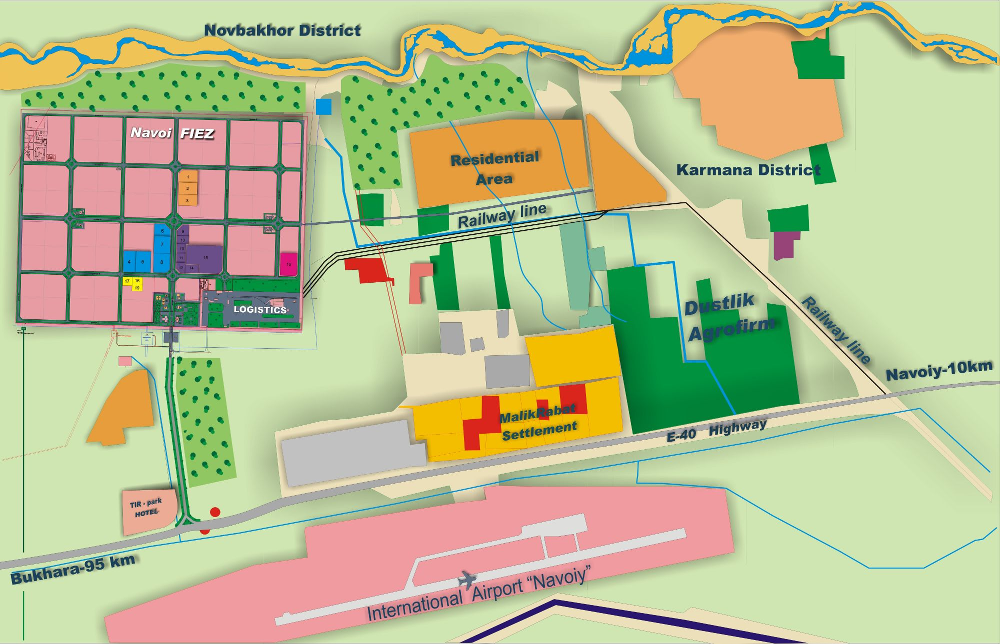 Novbakhor District
Navoi FIEZ
Residential
Area
Karmana District
Railway line
1
2
3
6
7
4
5
8
9
13
10
11
12
14
15
16
17
16
19
LOGISTICS
Dustlik
Agrofirm
Railway line
Navoiy-10km
MalikRabat
Settlement
E-40 Highway
TIR - park
HOTEL
Bukhara-95 km
International Airport “Navoiy”